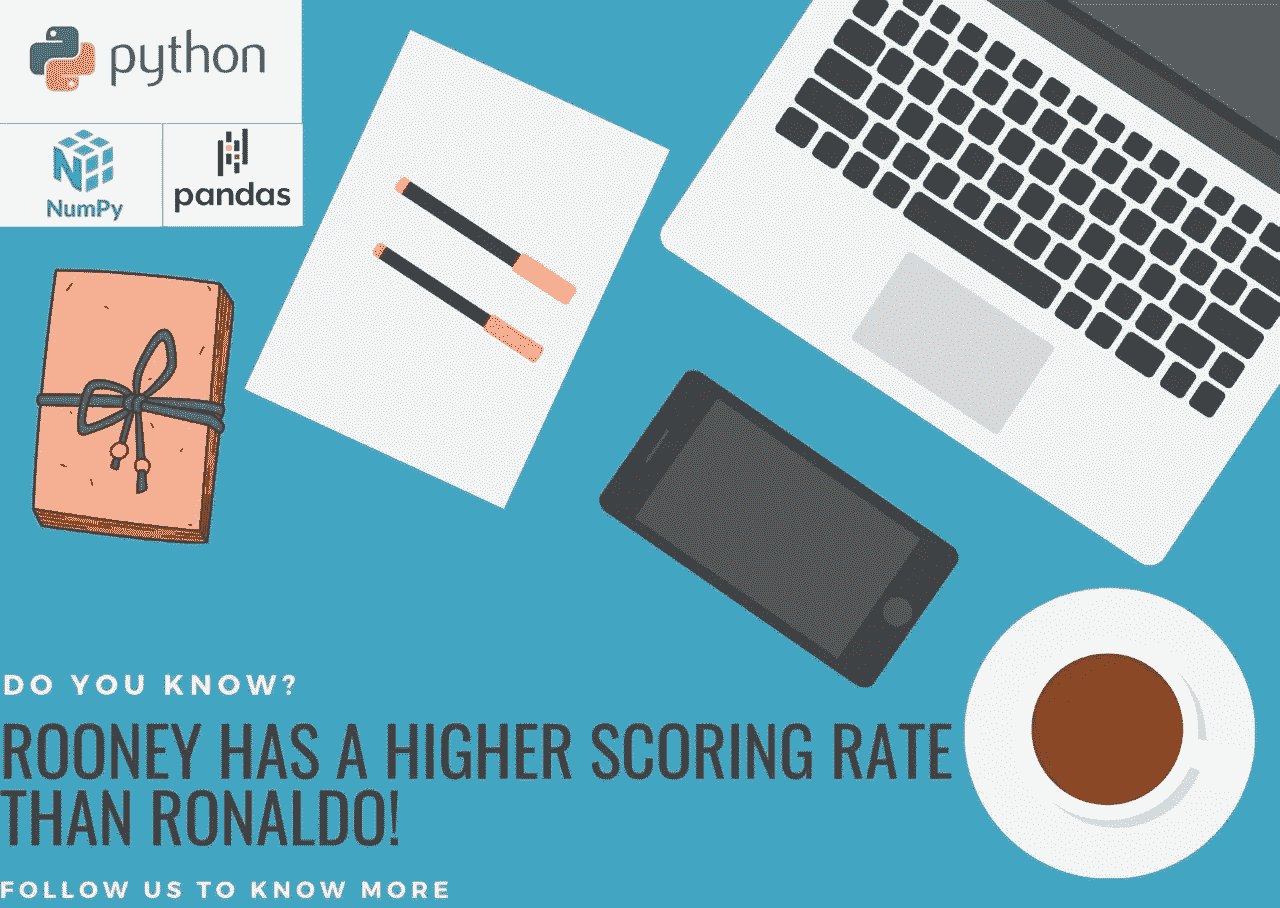 python
NumPy
pandas
DO YOU KNOW?
ROONEY HAS A HIGHER SCORING RATE
THAN RONALDO!
FOLLOW US TO KNOW MORE